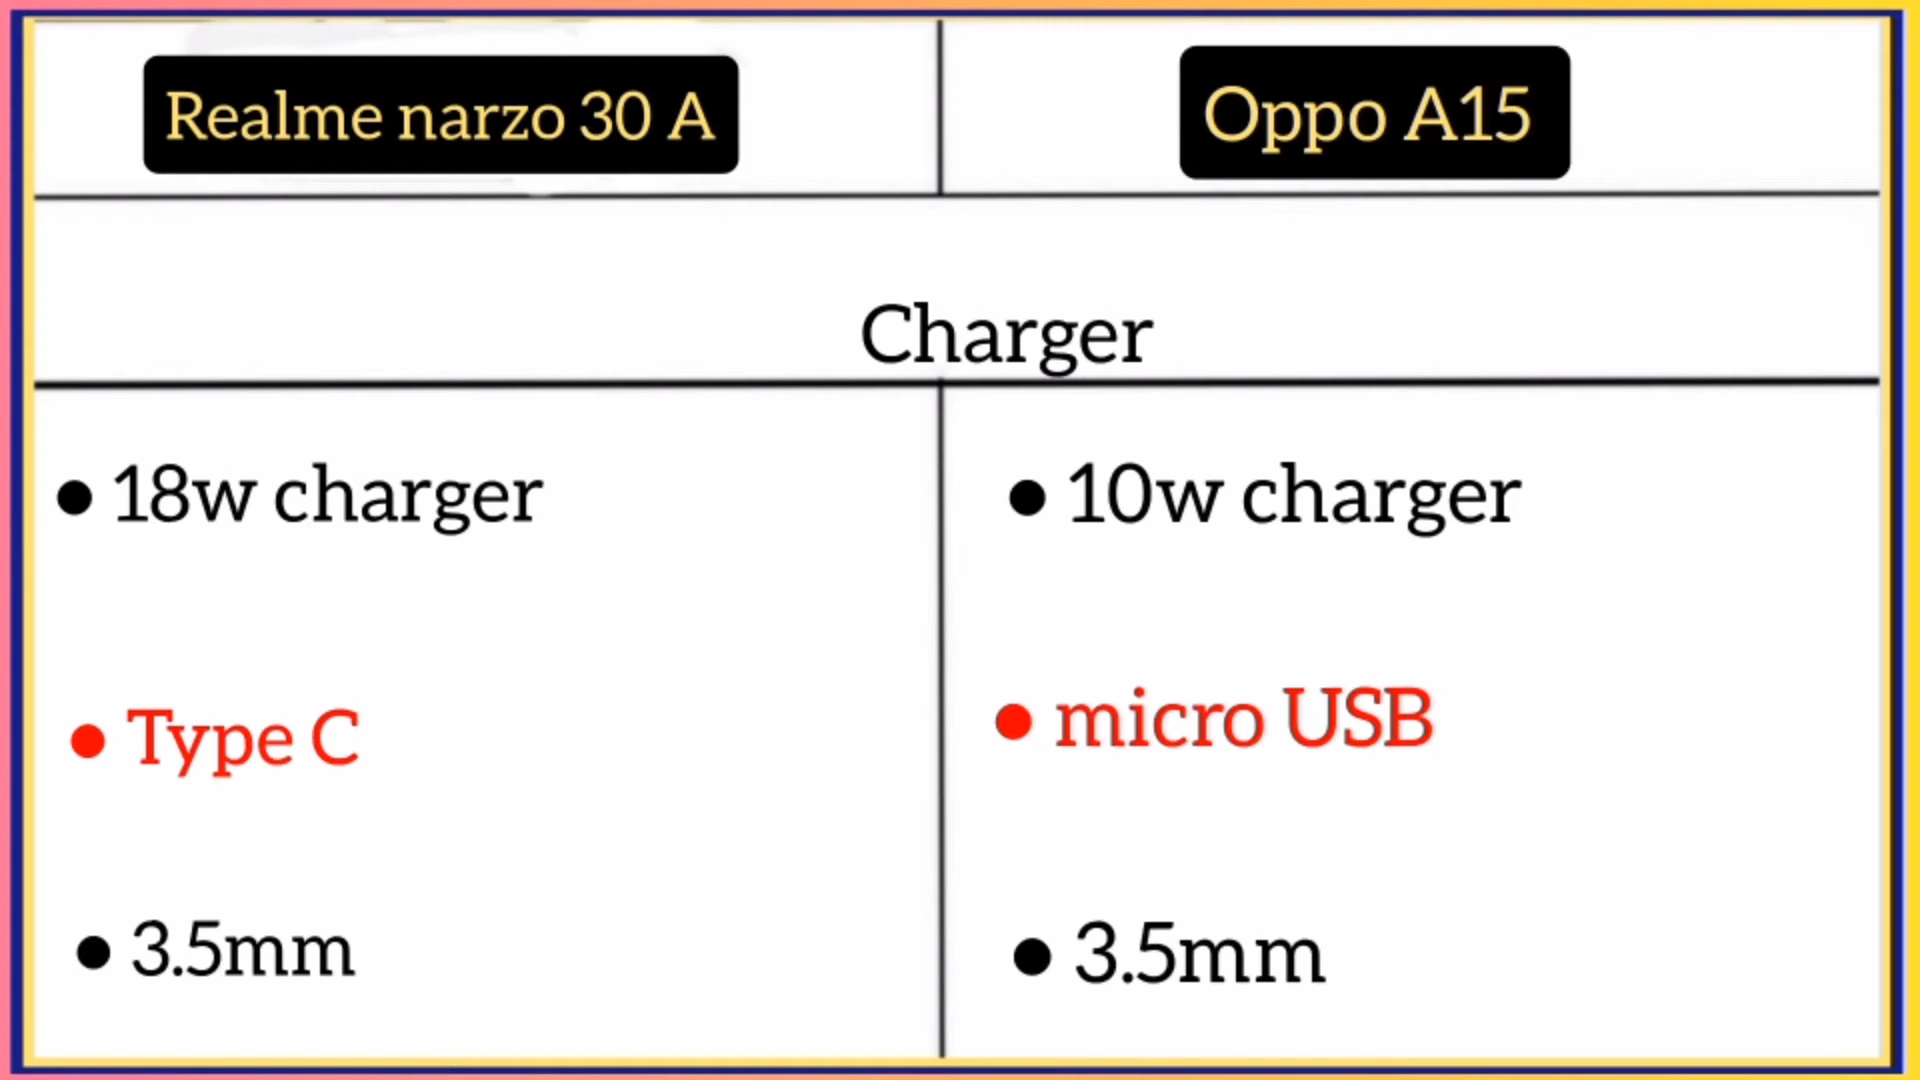 Realme narzo 30 A
Oppo A15
Charger
• 18w charger
• 10w charger
• Type C
• micro USB
• 3.5mm
• 3.5mm